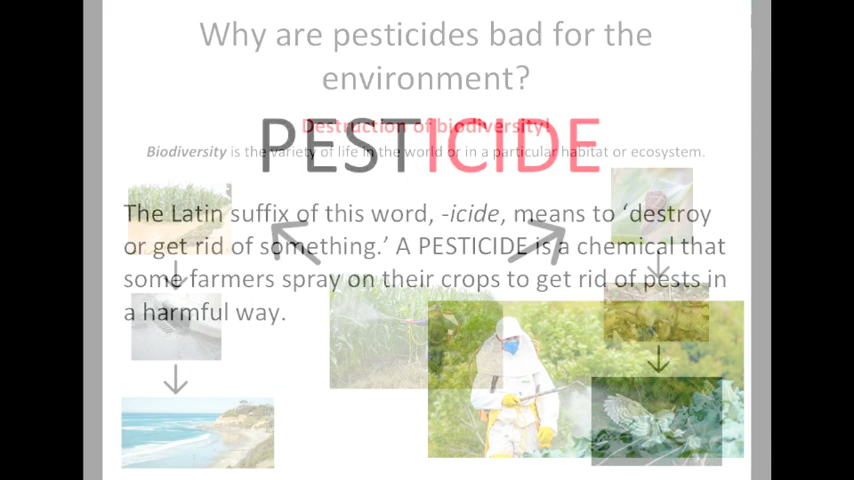 Why are pesticides bad for the
environment?
PESTICIDE
Destruction of biodiversity!
Biodiversity is the variety of life in the world or in a particular habitat or ecosystem.
The Latin suffix of this word, -icide, means to ‘destroy
or get rid of something.’ A PESTICIDE is a chemical that
some farmers spray on their crops to get rid of pests in
a harmful way.